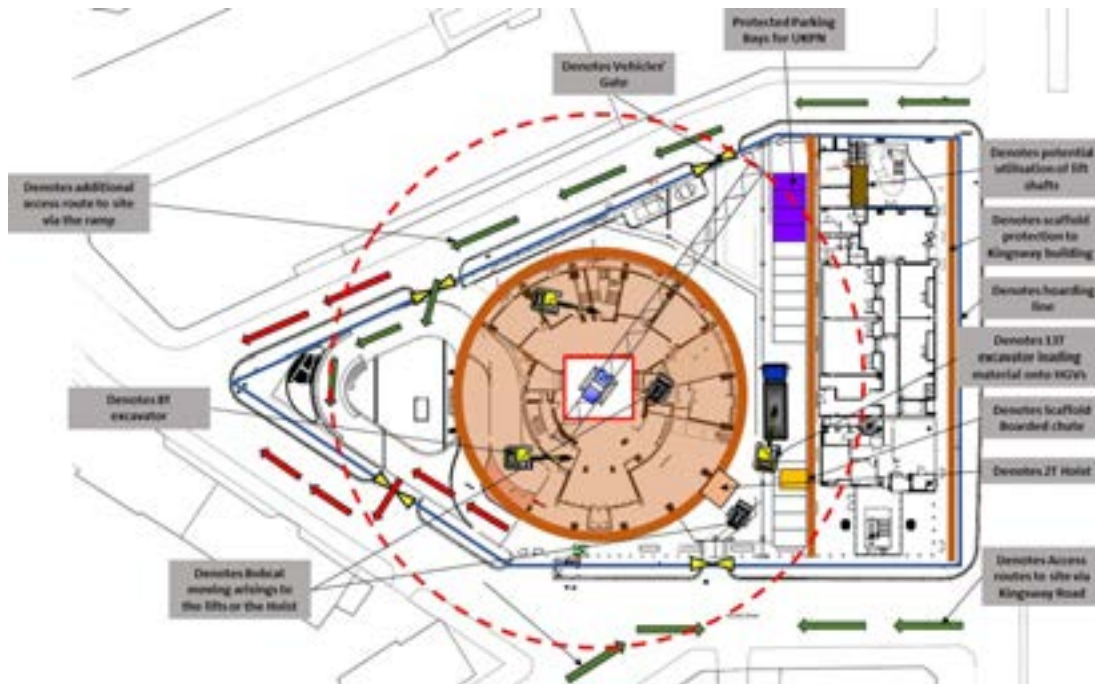 Protected Parking
Bays for UKPN
Denotes Vehicles'
Gate
Denotes additional
access route to site
via the ramp
Denotes potential
utilisation of lift
shafts
Denotes scaffold
protection to
Kingsway building
Denotes hoarding
line
Denotes 13T
excavator loading
material onto HGVs
Denotes 8T
excavator
Denotes Scaffold
Boarded chute
Denotes 2T Hoist
Denotes Bobcat
moving arisings to
the lifts or the Hoist
Denotes Access
routes to site via
Kingsway Road